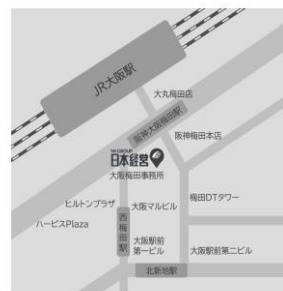 JR大阪駅
大丸梅田店
阪神大阪梅田駅
阪神梅田本店
NK GROUP
日本経営
大阪梅田事務所
ヒルトンプラザ
大阪マルビル
梅田DTタワー
ハービスPlaza
西梅田駅
大阪駅前
第一ビル
大阪駅前第二ビル
北新地駅